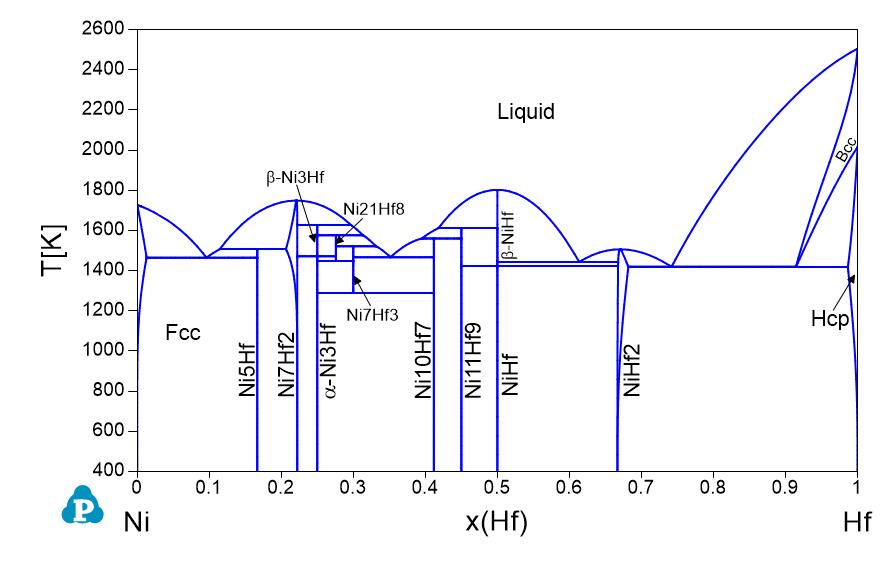 2600
2400
2200
2000
1800
1600
1400
1200
1000
800
600
400
T[K]
Liquid
Bcc
β-Ni3Hf
Ni21Hf8
β-NiHf
Ni7Hf3
Hcp
Fcc
Ni5Hf
Ni7Hf2
α-Ni3Hf
Ni10Hf7
Ni11Hf9
NiHf
NiHf2
0
0.1
0.2
0.3
0.4
0.5
0.6
0.7
0.8
0.9
1
P
Ni
x(Hf)
Hf